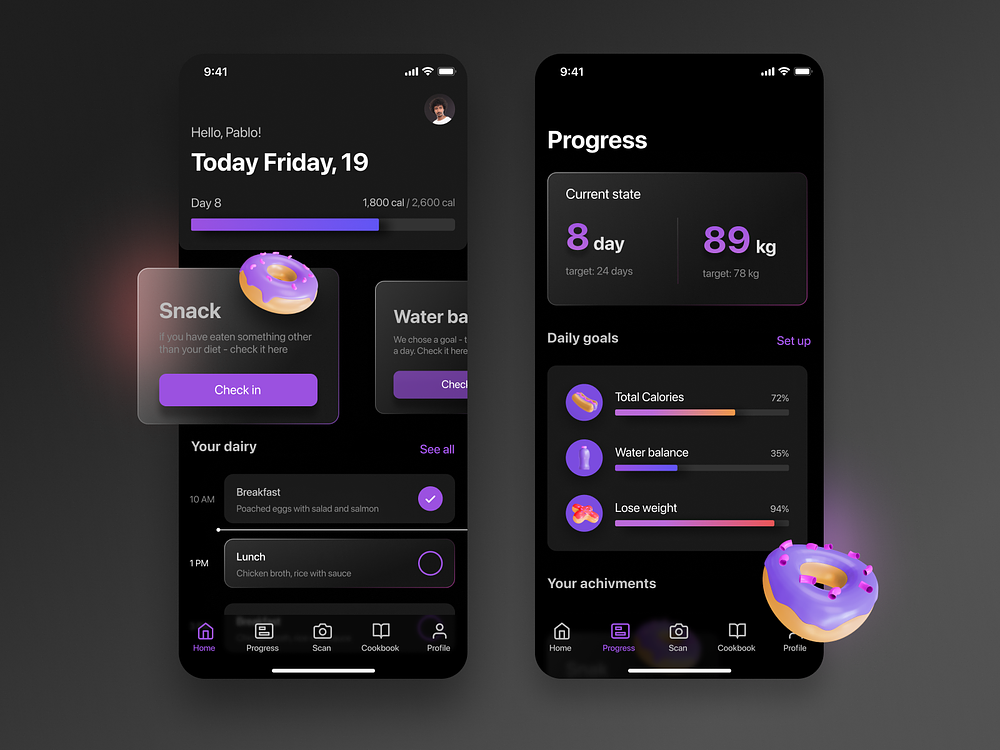 9:41
Hello, Pablo!
Today Friday, 19
Day 8
1,800 cal / 2,600 cal
Snack
if you have eaten something other
than your diet - check it here
Check in
Water ba
We chose a goal - t
a day. Check it here
Check
Your dairy
See all
10 AM
Breakfast
Poached eggs with salad and salmon
1 PM
Lunch
Chicken broth, rice with sauce
Breakfast
Home
Progress
Scan
Cookbook
Profile
9:41
Progress
Current state
8 day
target: 24 days
89 kg
target: 78 kg
Daily goals
Set up
Total Calories
72%
Water balance
35%
Lose weight
94%
Your achivments
Home
Progress
Scan
Cookbook
Profile